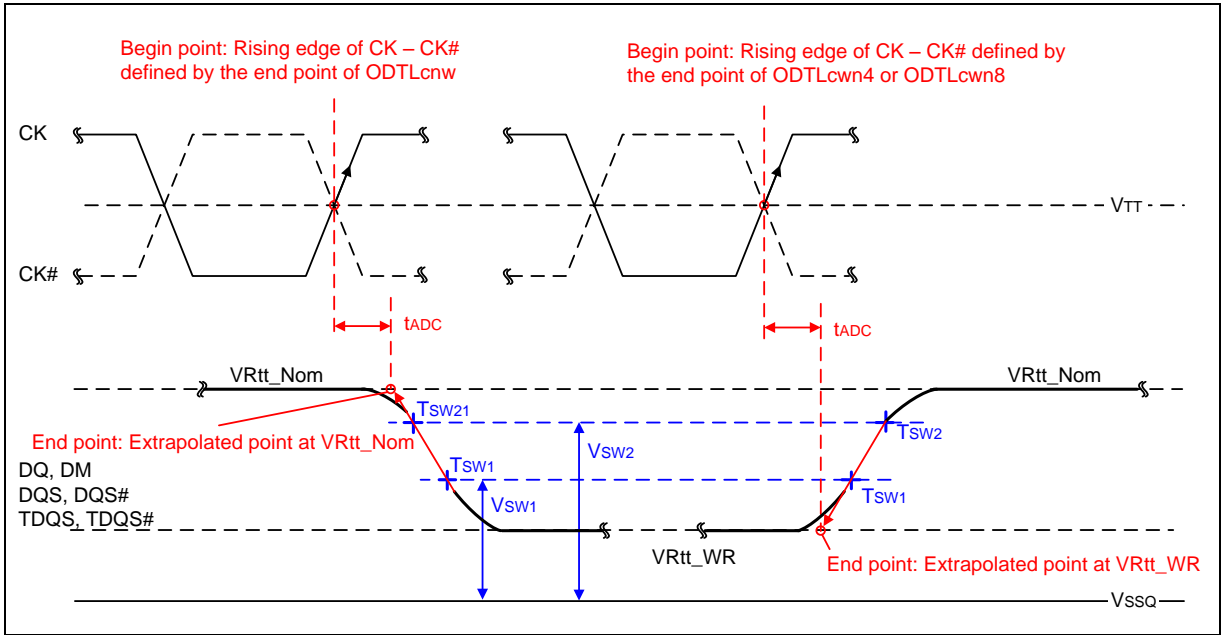 Begin point: Rising edge of CK – CK#
defined by the end point of ODTLcnw
Begin point: Rising edge of CK – CK# defined by
the end point of ODTLcwn4 or ODTLcwn8
CK
VTT
CK#
tADC
tADC
VRtt_Nom
VRtt_Nom
TSW21
TSW2
End point: Extrapolated point at VRtt_Nom
VSW2
DQ, DM
DQS, DQS#
TDQS, TDQS#
TSW1
VSW1
TSW1
VRtt_WR
End point: Extrapolated point at VRtt_WR
VSSQ